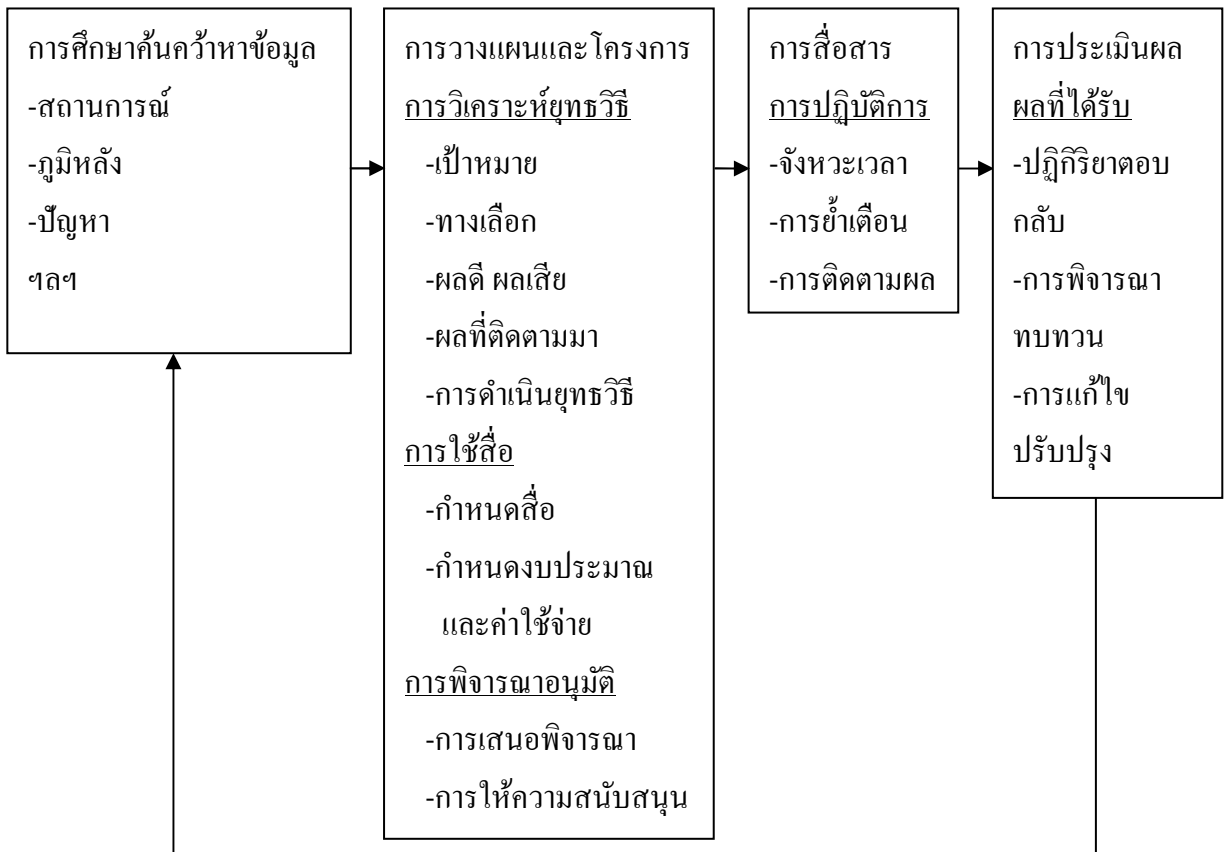 การศึกษาค้นคว้าหาข้อมูล
-สถานการณ์
-ภูมิหลัง
-ปัญหา
ฯลฯ
การวางแผนและโครงการ
การวิเคราะห์ยุทธวิธี
-เป้าหมาย
-ทางเลือก
-ผลดี ผลเสีย
-ผลที่ติดตามมา
-การดำเนินยุทธวิธี
การใช้สื่อ
-กำหนดสื่อ
-กำหนดงบประมาณ
และค่าใช้จ่าย
การพิจารณาอนุมัติ
-การเสนอพิจารณา
-การให้ความสนับสนุน
การสื่อสาร
การปฏิบัติการ
-จังหวะเวลา
-การย้ำเตือน
-การติดตามผล
การประเมินผล
ผลที่ได้รับ
-ปฏิกิริยาตอบ
กลับ
-การพิจารณา
ทบทวน
-การแก้ไข
ปรับปรุง